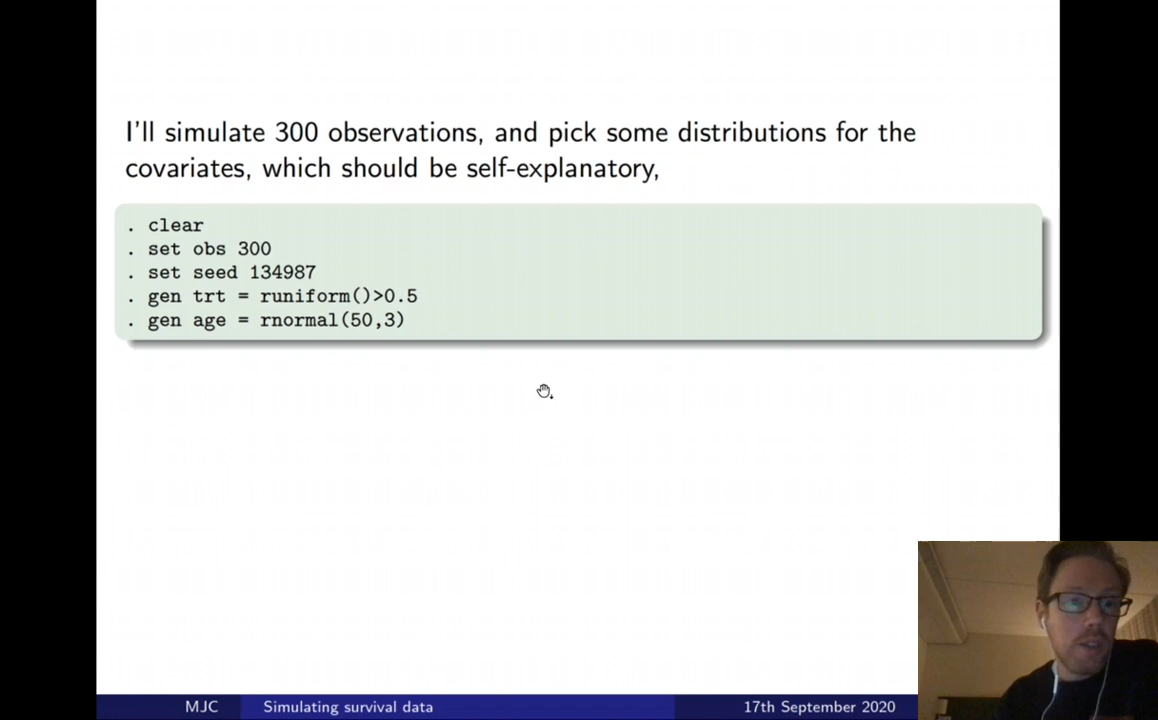 I'll simulate 300 observations, and pick some distributions for the
covariates, which should be self-explanatory,
. clear
. set obs 300
. set seed 134987
. gen trt = runiform()>0.5
. gen age = rnormal(50,3)
MJC Simulating survival data 17th September 2020